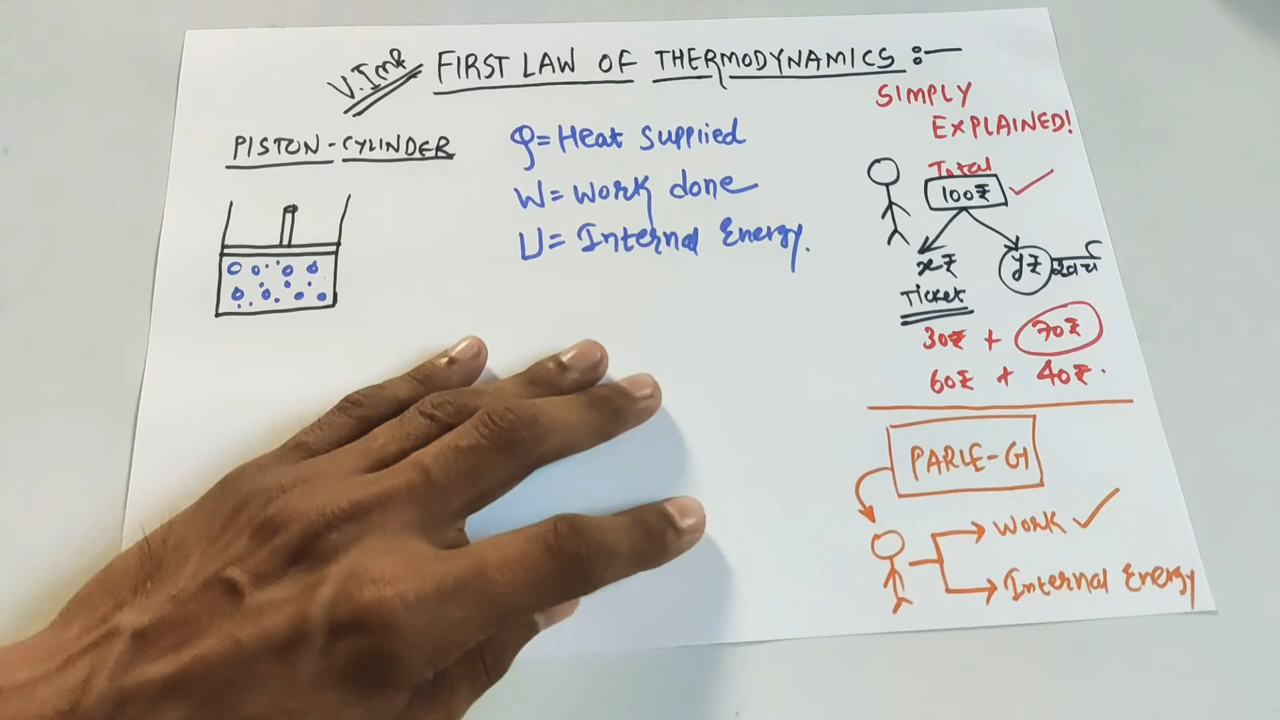 V.Imp
FIRST LAW OF THERMODYNAMICS :-
SIMPLY
EXPLAINED!
PISTON-CYLINDER
Q= Heat Supplied
W= Work done
U= Internal Energy.
Total
100₹
x₹
y₹
Ticket
30₹ + 70₹
60₹ + 40₹.
PARLE-G
WORK
Internal Energy